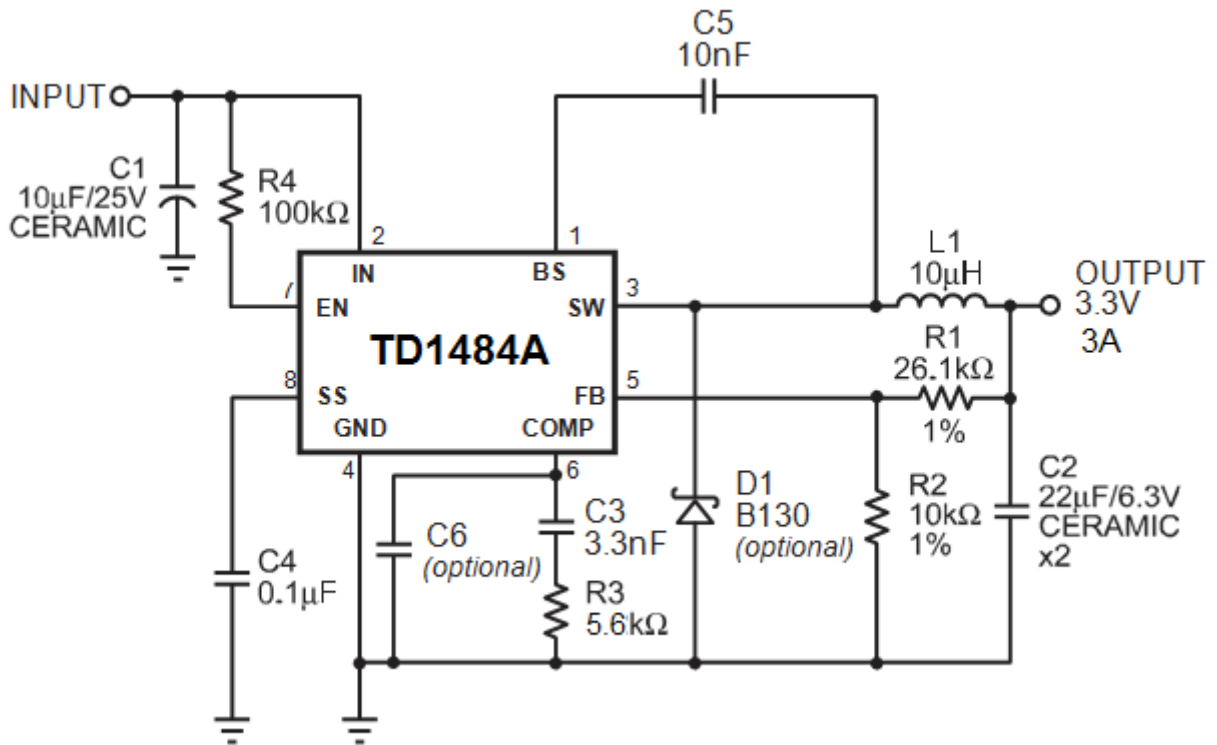 C5
10nF
INPUT
C1
10µF/25V
CERAMIC
R4
100kΩ
2
1
IN
BS
7
EN
3
SW
L1
10µH
OUTPUT
3.3V
3A
TD1484A
R1
26.1kΩ
1%
8
SS
5
FB
GND
COMP
4
6
C4
0.1µF
C6
(optional)
C3
3.3nF
R3
5.6kΩ
D1
B130
(optional)
R2
10kΩ
1%
C2
22µF/6.3V
CERAMIC
x2